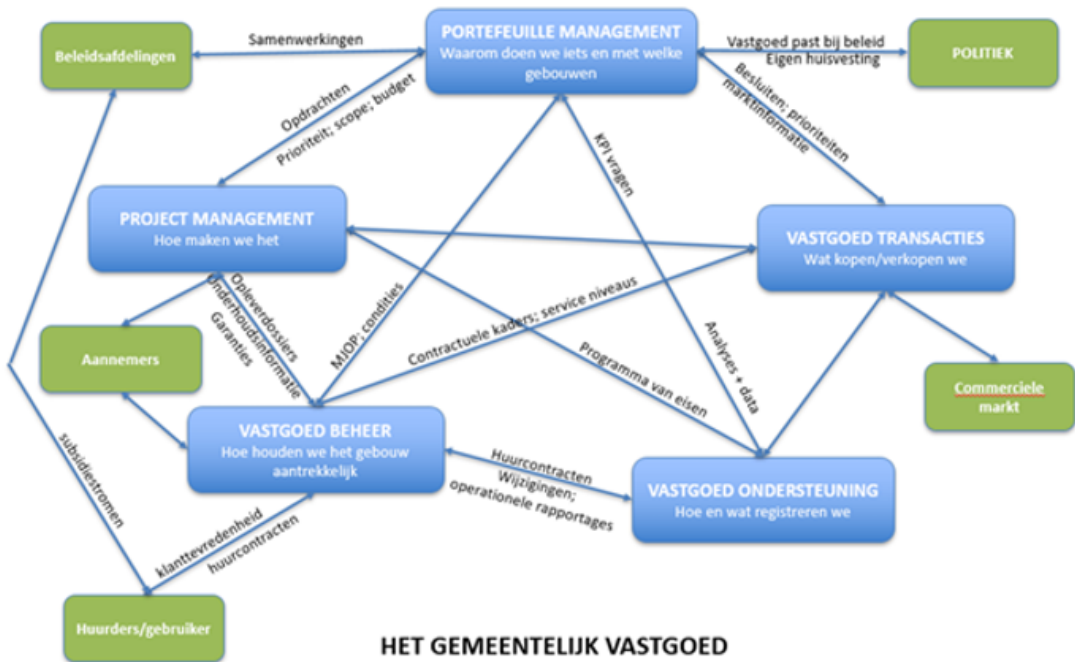 PORTEFEUILLE MANAGEMENT
Waarom doen we iets en met welke
gebouwen
Beleidsafdelingen
Samenwerkingen
Vastgoed past bij beleid
Eigen huisvesting
POLITIEK
Opdrachten
Prioriteit; scope; budget
Besluiten; prioriteiten
marktinformatie
KPI vragen
PROJECT MANAGEMENT
Hoe maken we het
VASTGOED TRANSACTIES
Wat kopen/verkopen we
Opleverdossiers
Onderhoudsinformatie
Garanties
MJOP; condities
Contractuele kaders; service niveaus
Programma van eisen
Analyses + data
Aannemers
Commerciele
markt
VASTGOED BEHEER
Hoe houden we het gebouw
aantrekkelijk
Huurcontracten
Wijzigingen;
operationele rapportages
VASTGOED ONDERSTEUNING
Hoe en wat registreren we
subsidiestromen
klanttevredenheid
huurcontracten
Huurders/gebruiker
HET GEMEENTELIJK VASTGOED